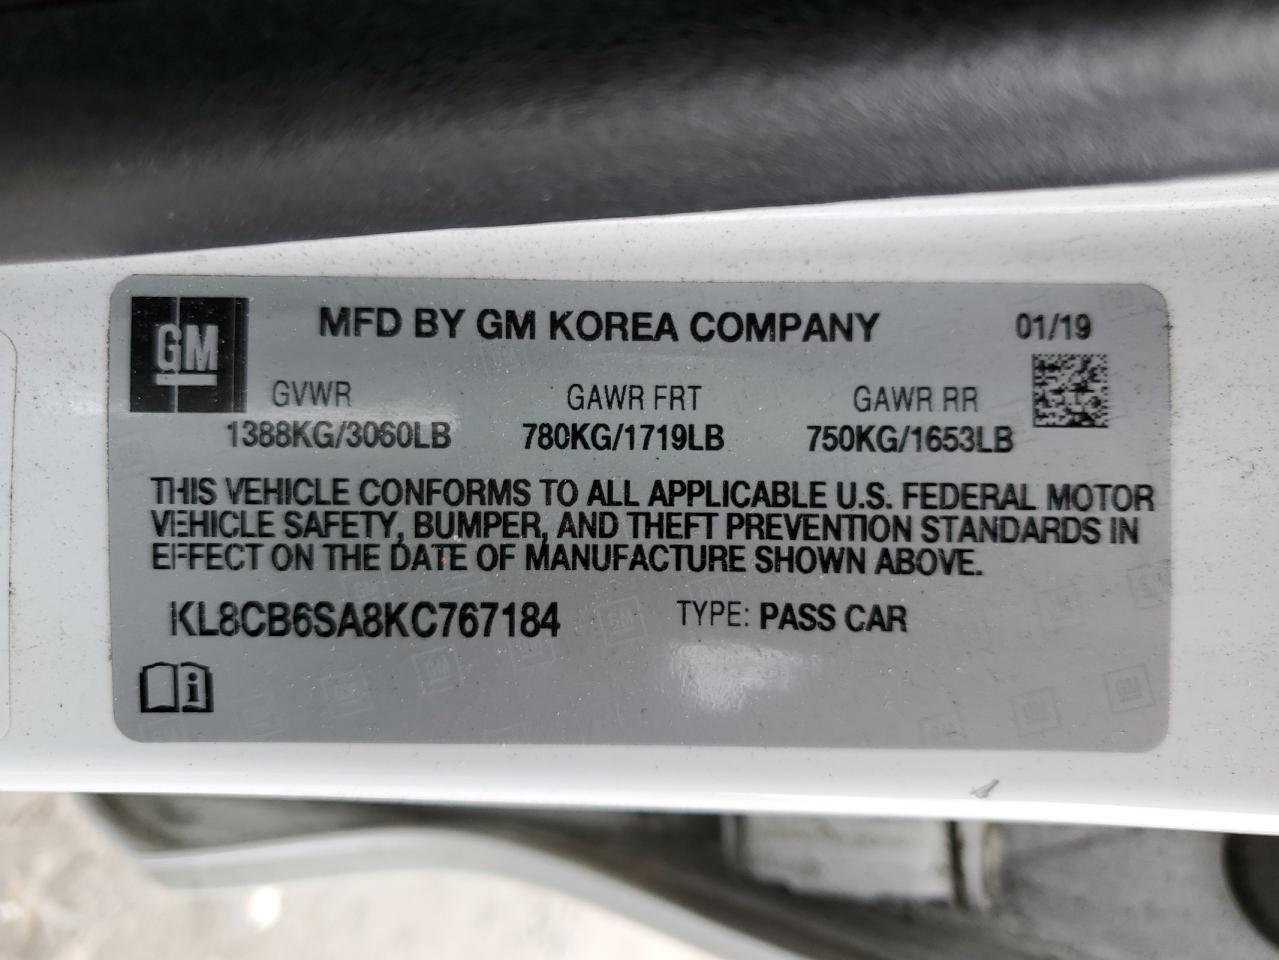 GM
MFD BY GM KOREA COMPANY 01/19
GVWR GAWR FRT GAWR RR
1388KG/3060LB 780KG/1719LB 750KG/1653LB
THIS VEHICLE CONFORMS TO ALL APPLICABLE U.S. FEDERAL MOTOR
VEHICLE SAFETY, BUMPER, AND THEFT PREVENTION STANDARDS IN
EFFECT ON THE DATE OF MANUFACTURE SHOWN ABOVE.
KL8CB6SA8KC767184 TYPE: PASS CAR